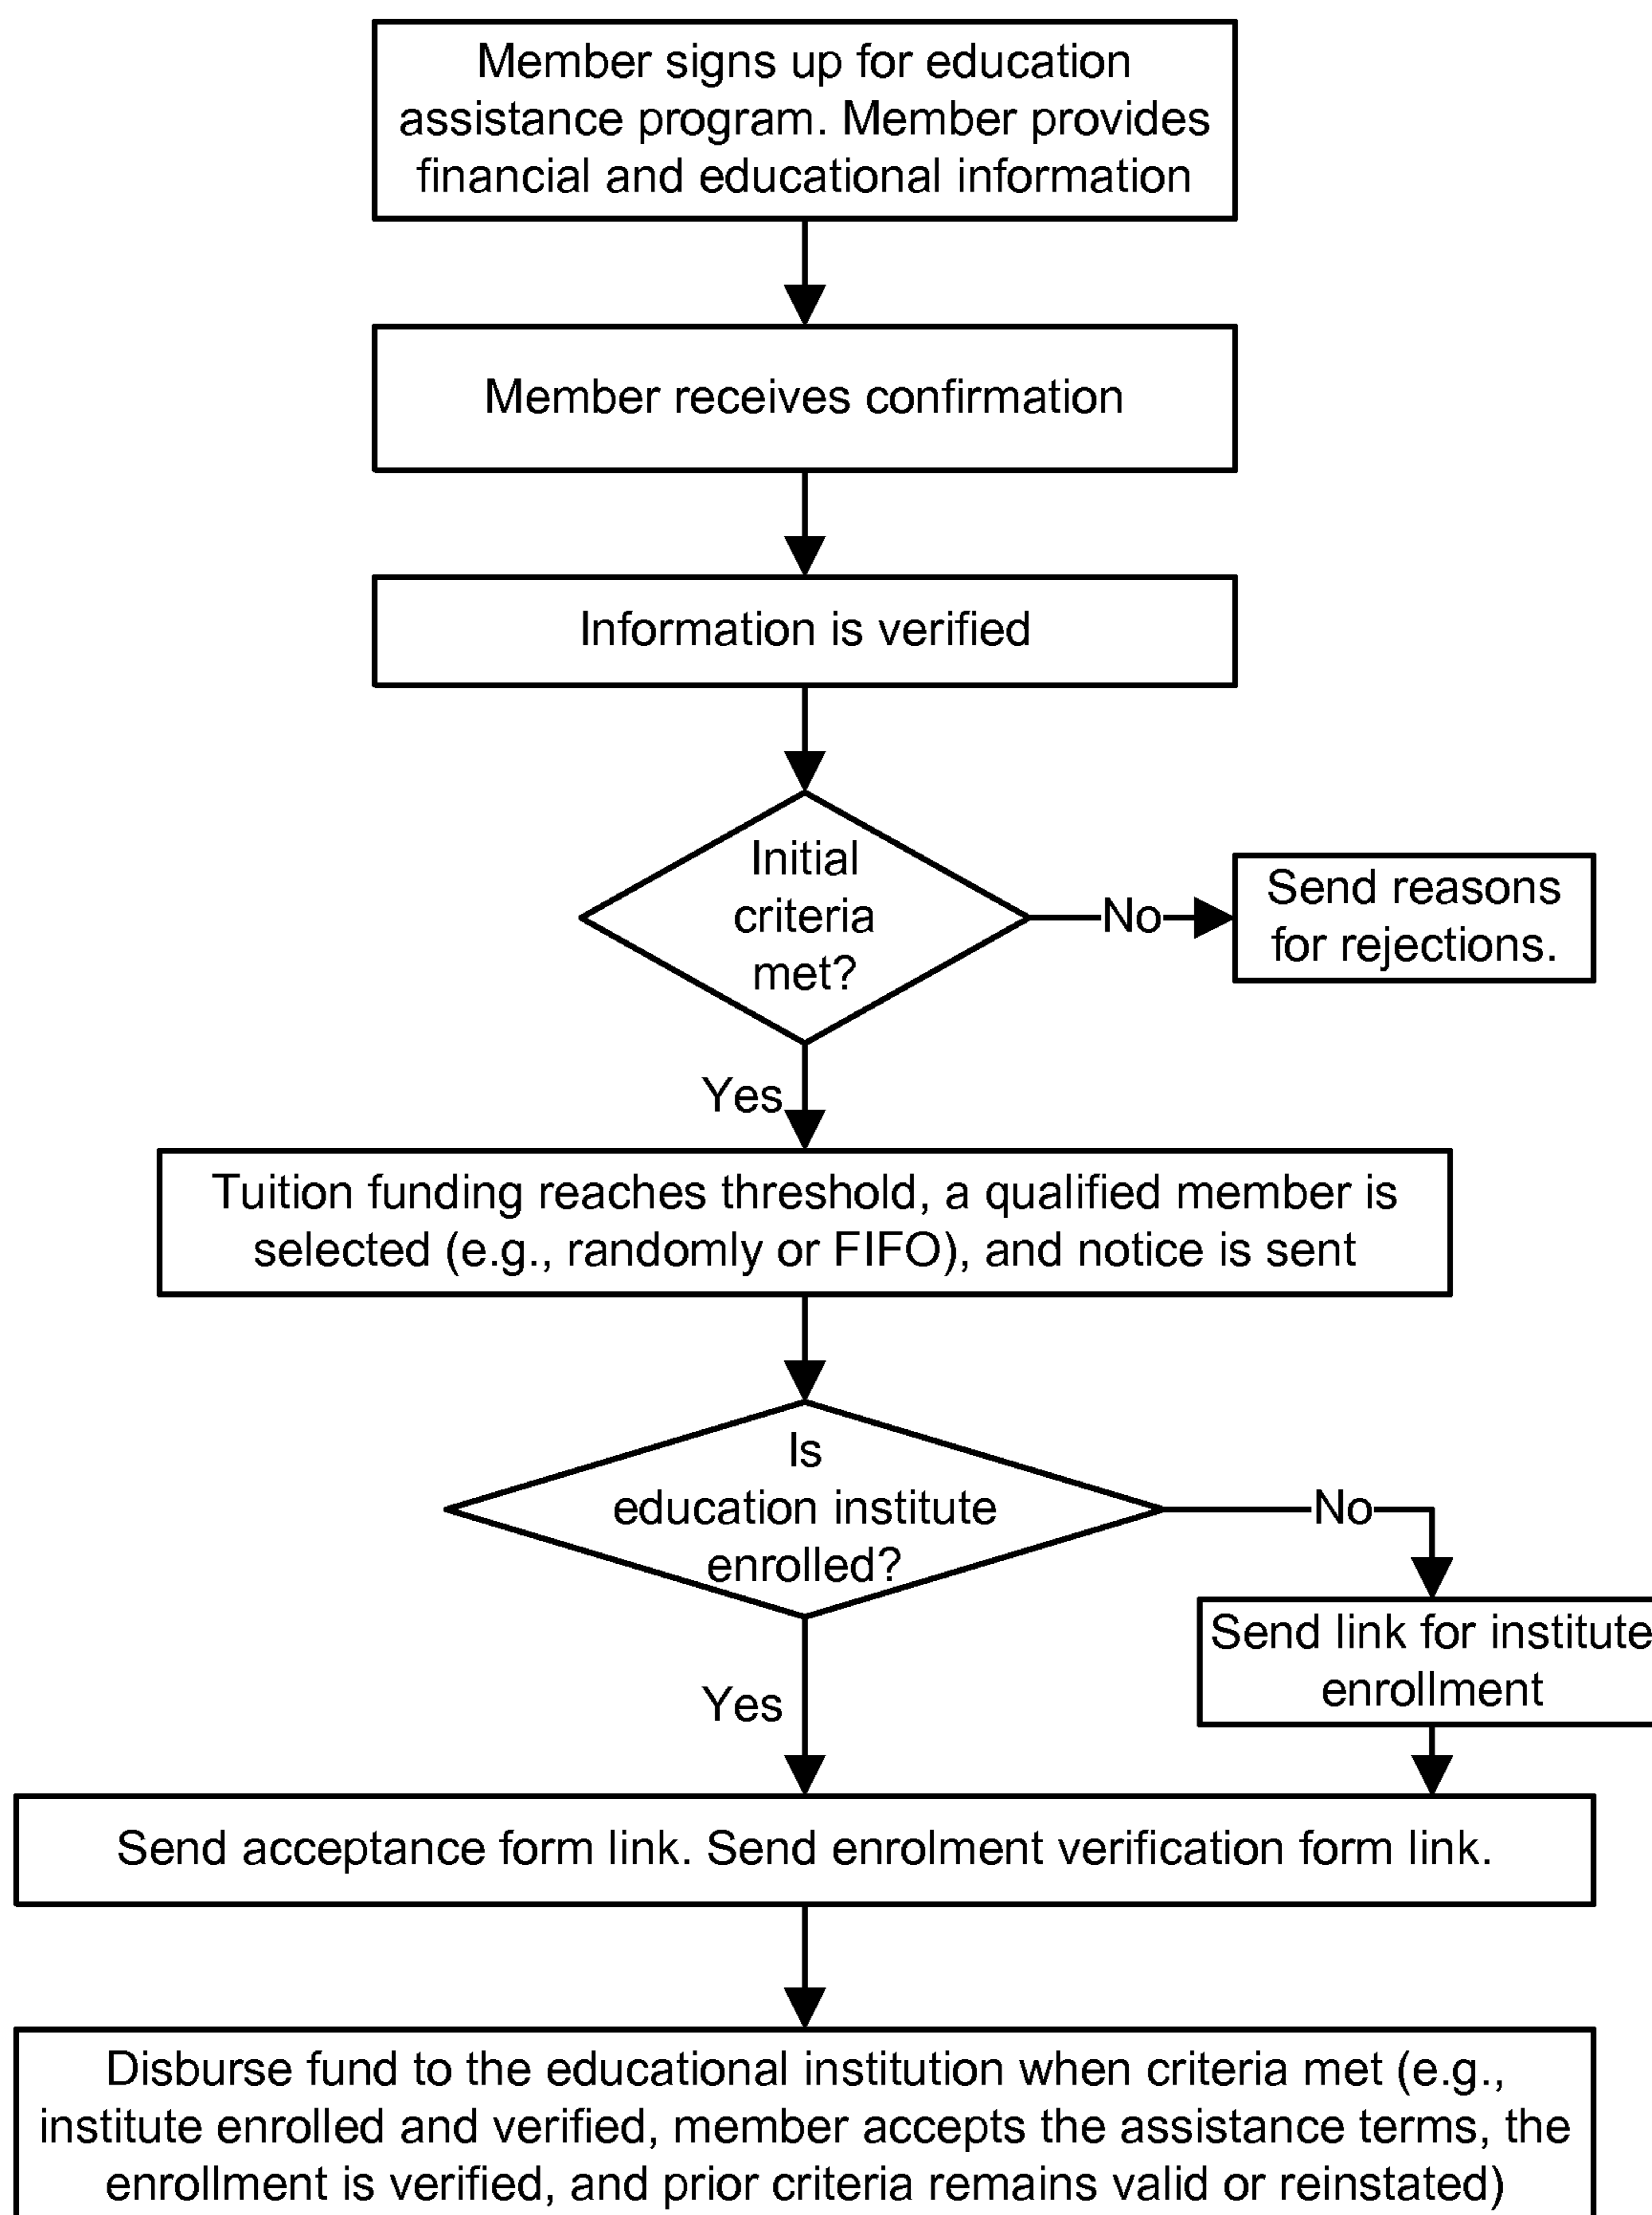 Member signs up for education
assistance program. Member provides
financial and educational information
Member receives confirmation
Information is verified
Initial
criteria
met?
No
Send reasons
for rejections.
Yes
Tuition funding reaches threshold, a qualified member is
selected (e.g., randomly or FIFO), and notice is sent
Is
education institute
enrolled?
No
Send link for institute
enrollment
Yes
Send acceptance form link. Send enrolment verification form link.
Disburse fund to the educational institution when criteria met (e.g.,
institute enrolled and verified, member accepts the assistance terms, the
enrollment is verified, and prior criteria remains valid or reinstated)